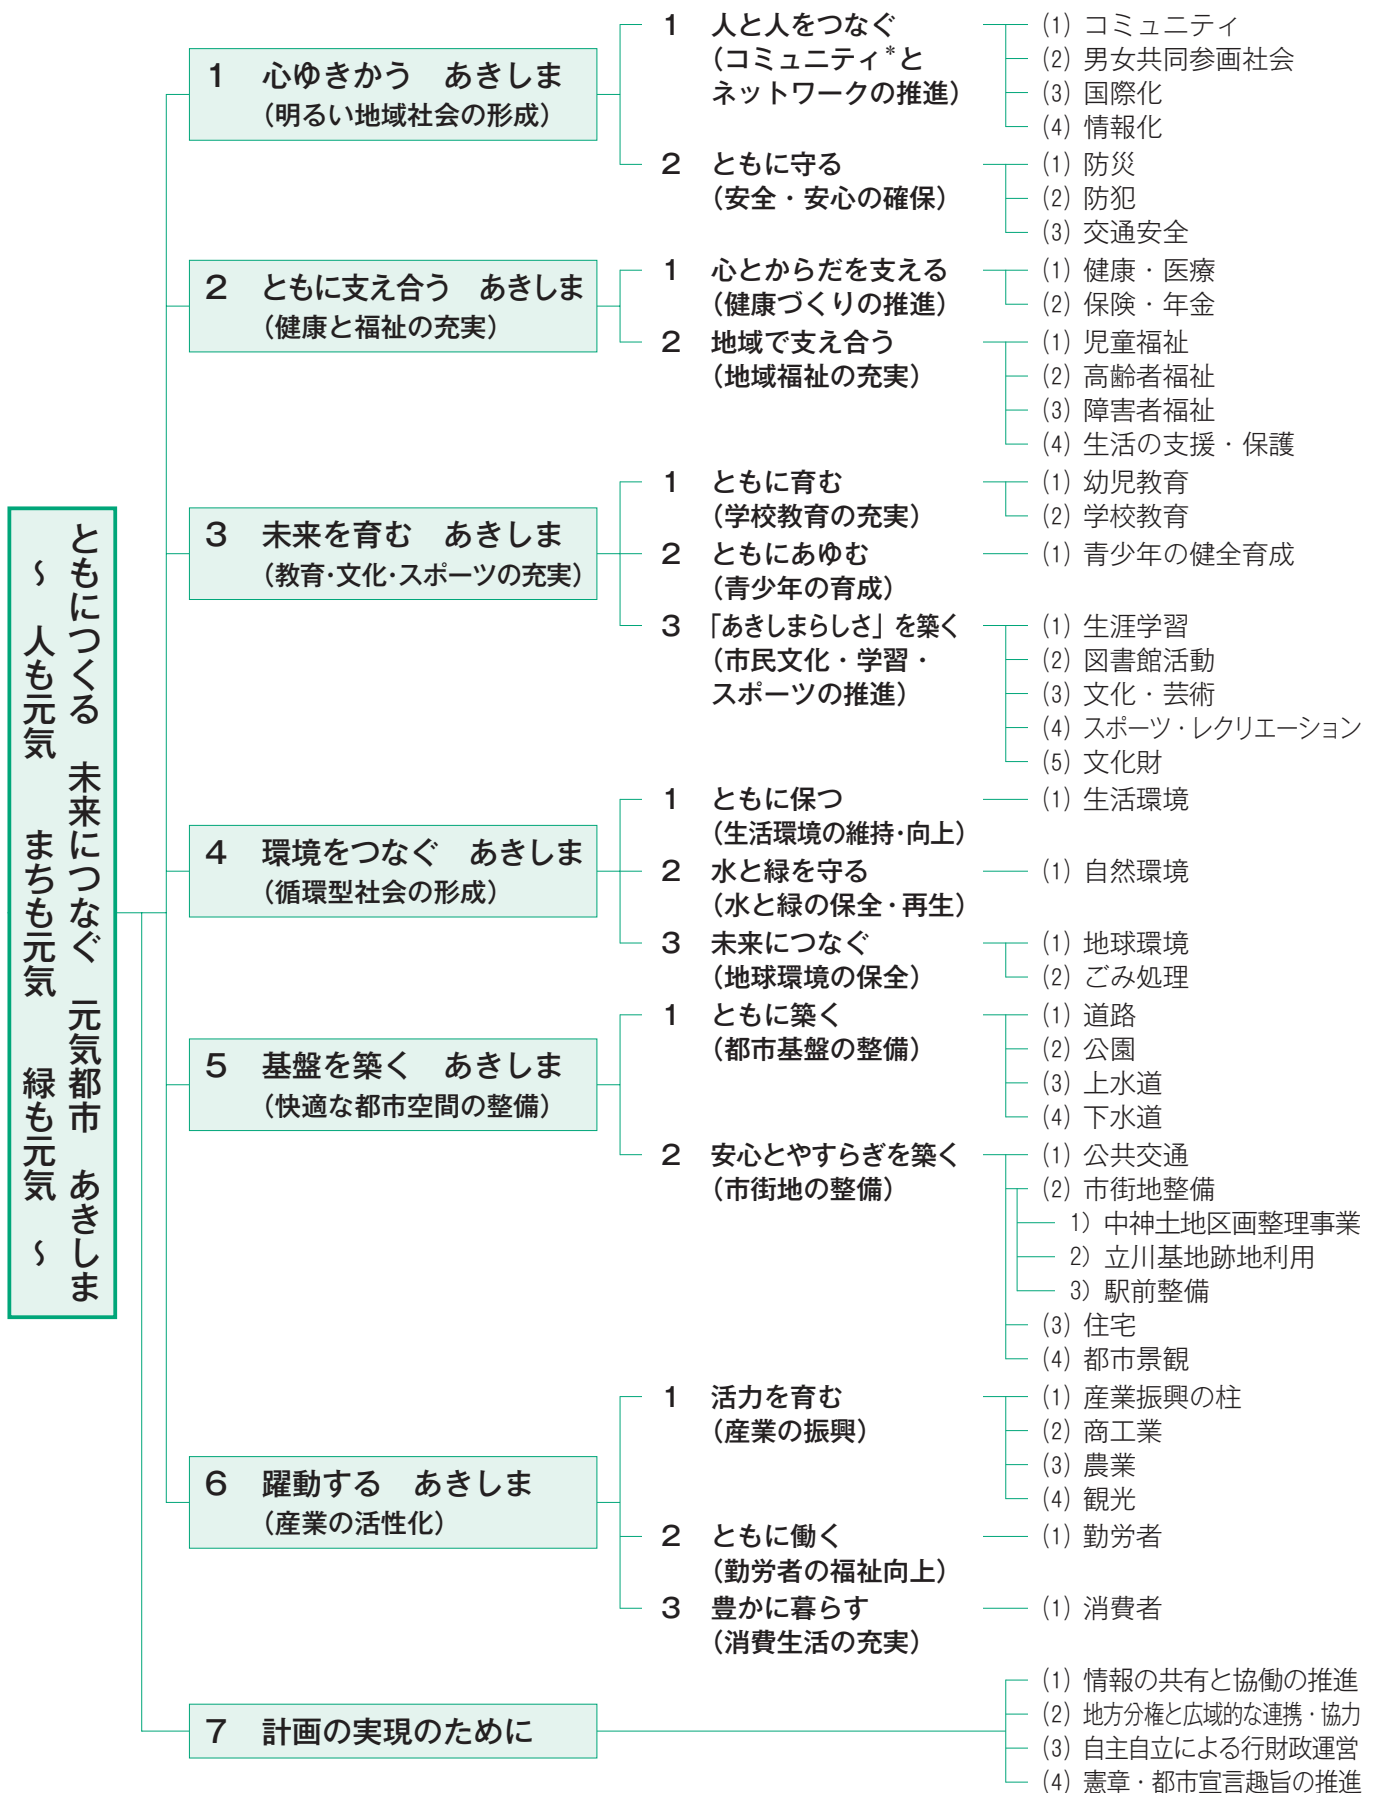 ともにつくる　未来につなぐ　元気都市　あきしま
～　人も元気　　まちも元気　　緑も元気　～
1　心ゆきかう　あきしま
（明るい地域社会の形成）
1　人と人をつなぐ
（コミュニティ*と
ネットワークの推進）
(1) コミュニティ
(2) 男女共同参画社会
(3) 国際化
(4) 情報化
2　ともに守る
（安全・安心の確保）
(1) 防災
(2) 防犯
(3) 交通安全
2　ともに支え合う　あきしま
（健康と福祉の充実）
1　心とからだを支える
（健康づくりの推進）
(1) 健康・医療
(2) 保険・年金
2　地域で支え合う
（地域福祉の充実）
(1) 児童福祉
(2) 高齢者福祉
(3) 障害者福祉
(4) 生活の支援・保護
3　未来を育む　あきしま
（教育・文化・スポーツの充実）
1　ともに育む
（学校教育の充実）
(1) 幼児教育
(2) 学校教育
2　ともにあゆむ
（青少年の育成）
(1) 青少年の健全育成
3　「あきしまらしさ」を築く
（市民文化・学習・
スポーツの推進）
(1) 生涯学習
(2) 図書館活動
(3) 文化・芸術
(4) スポーツ・レクリエーション
(5) 文化財
4　環境をつなぐ　あきしま
（循環型社会の形成）
1　ともに保つ
（生活環境の維持・向上）
(1) 生活環境
2　水と緑を守る
（水と緑の保全・再生）
(1) 自然環境
3　未来につなぐ
（地球環境の保全）
(1) 地球環境
(2) ごみ処理
5　基盤を築く　あきしま
（快適な都市空間の整備）
1　ともに築く
（都市基盤の整備）
(1) 道路
(2) 公園
(3) 上水道
(4) 下水道
2　安心とやすらぎを築く
（市街地の整備）
(1) 公共交通
(2) 市街地整備
1) 中神土地区画整理事業
2) 立川基地跡地利用
3) 駅前整備
(3) 住宅
(4) 都市景観
6　躍動する　あきしま
（産業の活性化）
1　活力を育む
（産業の振興）
(1) 産業振興の柱
(2) 商工業
(3) 農業
(4) 観光
2　ともに働く
（勤労者の福祉向上）
(1) 勤労者
3　豊かに暮らす
（消費生活の充実）
(1) 消費者
7　計画の実現のために
(1) 情報の共有と協働の推進
(2) 地方分権と広域的な連携・協力
(3) 自主自立による行財政運営
(4) 憲章・都市宣言趣旨の推進